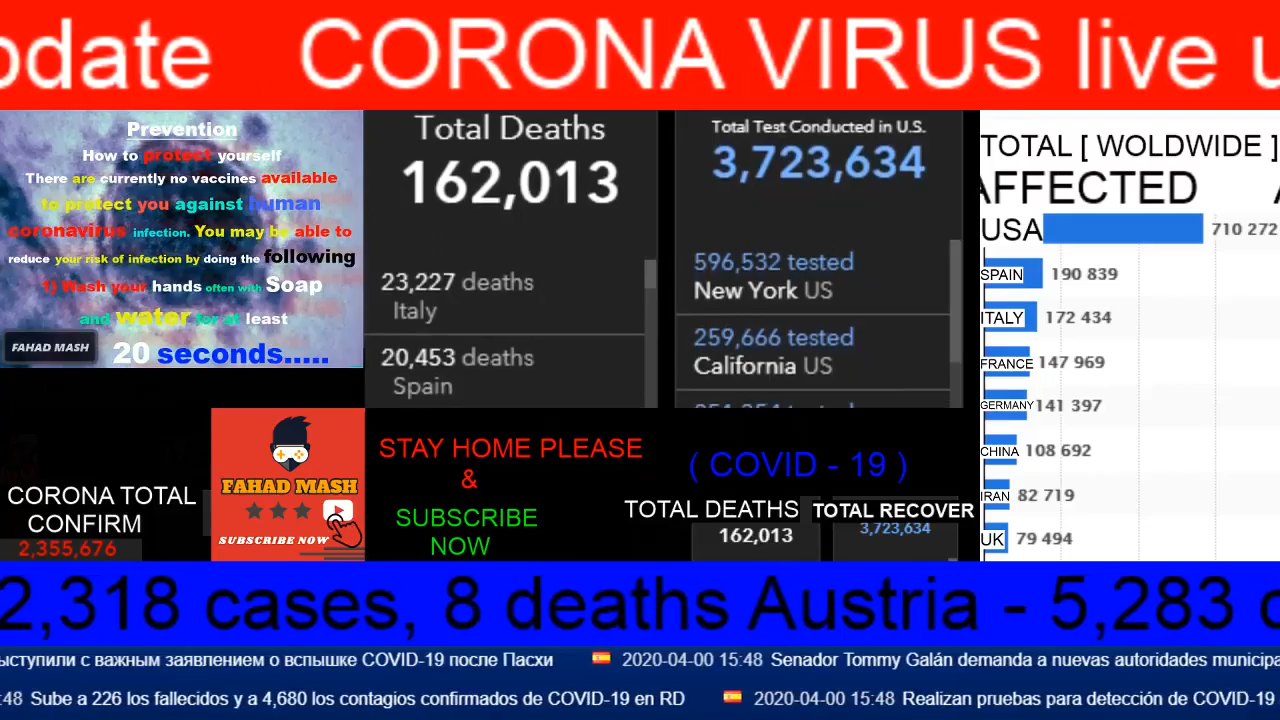 odate CORONA VIRUS live u
Prevention
How to protect yourself
There are currently no vaccines available
to protect you against human
coronavirus infection. You may be able to
reduce your risk of infection by doing the following
1) Wash your hands often with Soap
and water for at least
20 seconds.....
FAHAD MASH
Total Deaths
162,013
23,227 deaths
Italy
20,453 deaths
Spain
Total Test Conducted in U.S.
3,723,634
596,532 tested
New York US
259,666 tested
California US
TOTAL [ WOLDWIDE ]
AFFECTED
USA 710 272
SPAIN 190 839
ITALY 172 434
FRANCE 147 969
GERMANY 141 397
CHINA 108 692
IRAN 82 719
UK 79 494
CORONA TOTAL
CONFIRM
2,355,676
FAHAD MASH
SUBSCRIBE NOW
STAY HOME PLEASE
&
SUBSCRIBE
NOW
( COVID - 19 )
TOTAL DEATHS
162,013
TOTAL RECOVER
3,723,634
2,318 cases, 8 deaths Austria - 5,283 c
ыступили с важным заявлением о вспышке COVID-19 после Пасхи 2020-04-00 15:48 Senador Tommy Galán demanda a nuevas autoridades municipa
:48 Sube a 226 los fallecidos y a 4,680 los contagios confirmados de COVID-19 en RD 2020-04-00 15:48 Realizan pruebas para detección de COVID-19